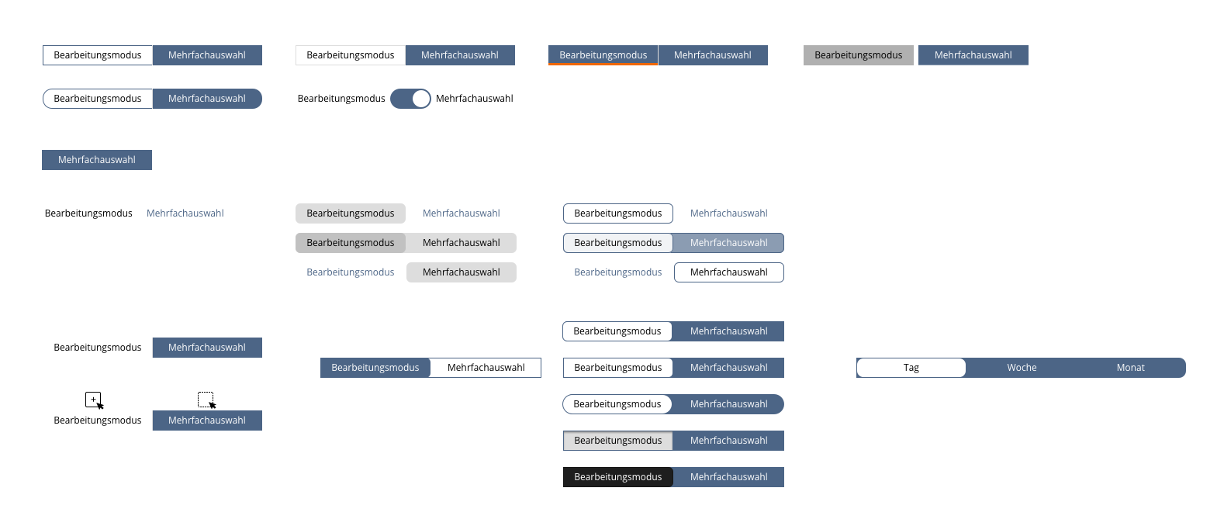 Bearbeitungsmodus Mehrfachauswahl Bearbeitungsmodus Mehrfachauswahl Bearbeitungsmodus Mehrfachauswahl Bearbeitungsmodus Mehrfachauswahl
Bearbeitungsmodus Mehrfachauswahl Bearbeitungsmodus Mehrfachauswahl
Mehrfachauswahl
Bearbeitungsmodus Mehrfachauswahl Bearbeitungsmodus Mehrfachauswahl Bearbeitungsmodus Mehrfachauswahl
Bearbeitungsmodus Mehrfachauswahl Bearbeitungsmodus Mehrfachauswahl
Bearbeitungsmodus Mehrfachauswahl Bearbeitungsmodus Mehrfachauswahl
Bearbeitungsmodus Mehrfachauswahl
Bearbeitungsmodus Mehrfachauswahl
Bearbeitungsmodus Mehrfachauswahl Bearbeitungsmodus Mehrfachauswahl Tag Woche Monat
Bearbeitungsmodus Mehrfachauswahl
Bearbeitungsmodus Mehrfachauswahl
Bearbeitungsmodus Mehrfachauswahl
Bearbeitungsmodus Mehrfachauswahl